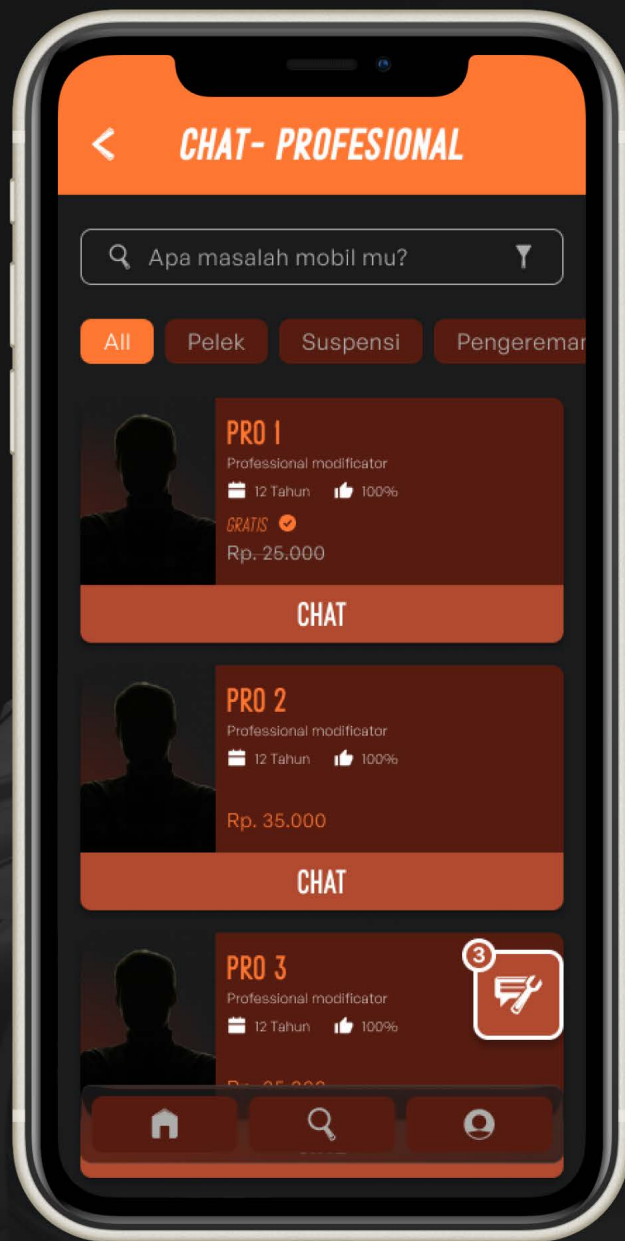 CHAT- PROFESIONAL
Apa masalah mobil mu?
All Pelek Suspensi Pengereman
PRO 1
Professional modificator
12 Tahun 100%
GRATIS
Rp. 25.000
CHAT
PRO 2
Professional modificator
12 Tahun 100%
Rp. 35.000
CHAT
3
PRO 3
Professional modificator
12 Tahun 100%